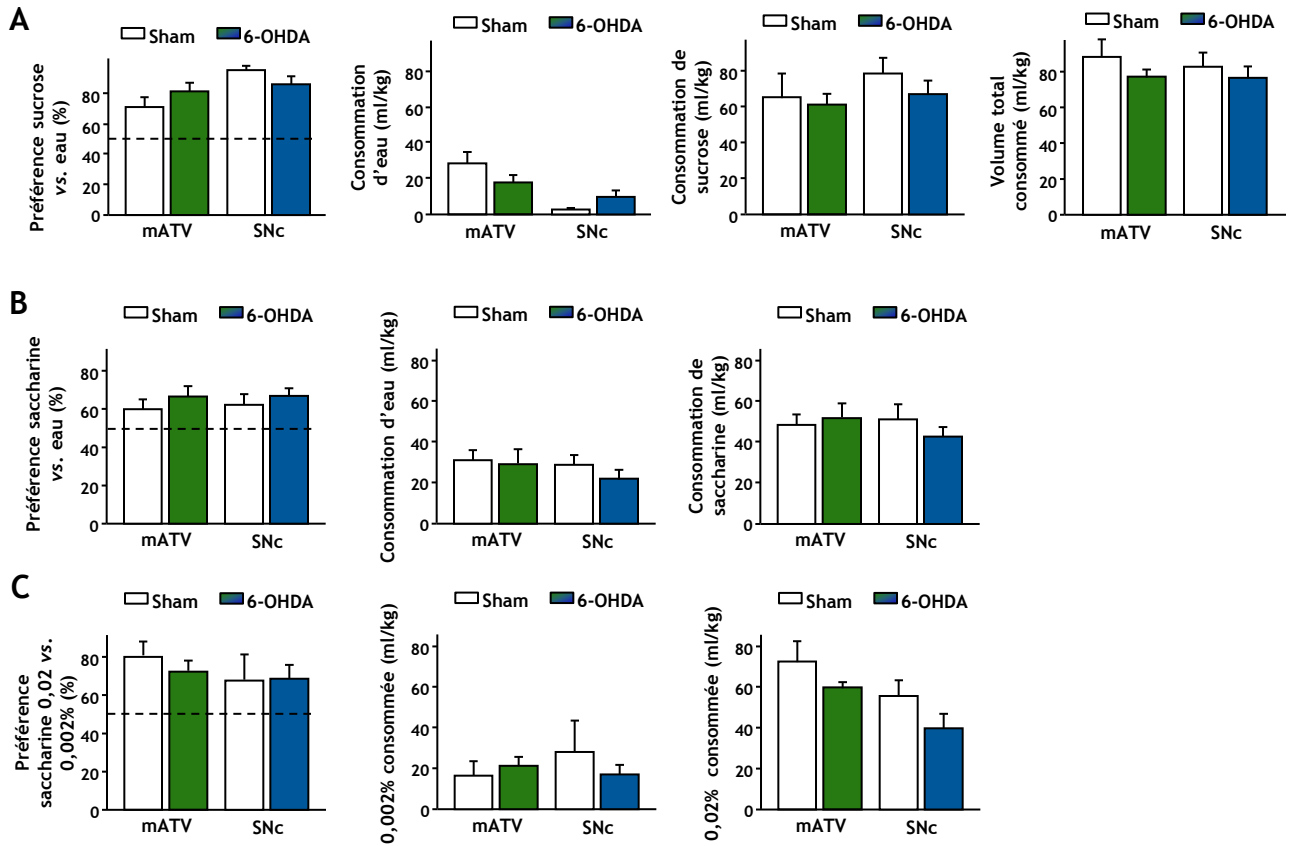 A
Sham 6-OHDA
Préférence sucrose
vs. eau (%)
80
60
40
20
0
mATV SNc
Sham 6-OHDA
Consommation
d'eau (ml/kg)
80
60
40
20
0
mATV SNc
Sham 6-OHDA
Consommation de
sucrose (ml/kg)
80
60
40
20
0
mATV SNc
Sham 6-OHDA
Volume total
consommé (ml/kg)
80
60
40
20
0
mATV SNc
B
Sham 6-OHDA
Préférence saccharine
vs. eau (%)
80
60
40
20
0
mATV SNc
Sham 6-OHDA
Consommation d'eau (ml/kg)
80
60
40
20
0
mATV SNc
Sham 6-OHDA
Consommation de
saccharine (ml/kg)
80
60
40
20
0
mATV SNc
C
Sham 6-OHDA
Préférence
saccharine 0,02 vs.
0,002% (%)
80
60
40
20
0
mATV SNc
Sham 6-OHDA
0,002% consommée (ml/kg)
80
60
40
20
0
mATV SNc
Sham 6-OHDA
0,02% consommée (ml/kg)
80
60
40
20
0
mATV SNc